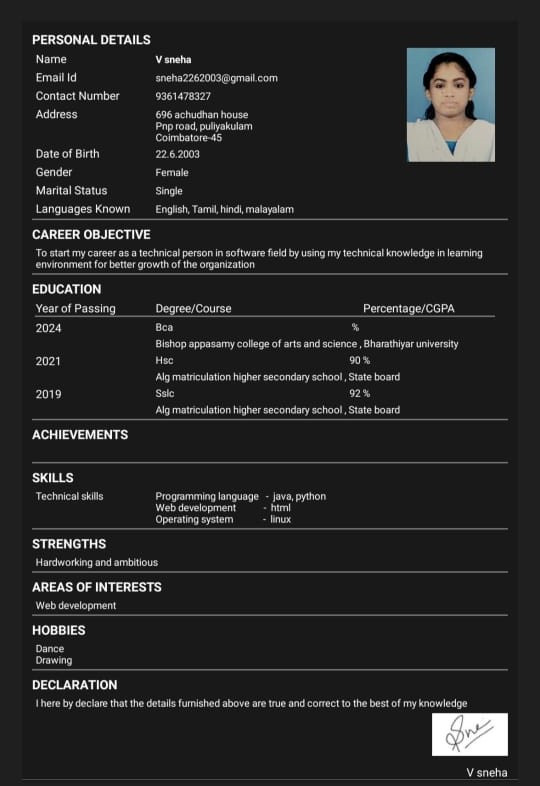 PERSONAL DETAILS
Name V sneha
Email Id sneha2262003@gmail.com
Contact Number 9361478327
Address 696 achudhan house
Pnp road, puliyakulam
Coimbatore-45
Date of Birth 22.6.2003
Gender Female
Marital Status Single
Languages Known English, Tamil, hindi, malayalam
CAREER OBJECTIVE
To start my career as a technical person in software field by using my technical knowledge in learning
environment for better growth of the organization
EDUCATION
Year of Passing Degree/Course Percentage/CGPA
2024 Bca %
Bishop appasamy college of arts and science , Bharathiyar university
2021 Hsc 90 %
Alg matriculation higher secondary school , State board
2019 Sslc 92 %
Alg matriculation higher secondary school , State board
ACHIEVEMENTS
SKILLS
Technical skills Programming language - java, python
Web development - html
Operating system - linux
STRENGTHS
Hardworking and ambitious
AREAS OF INTERESTS
Web development
HOBBIES
Dance
Drawing
DECLARATION
I here by declare that the details furnished above are true and correct to the best of my knowledge
Sne
V sneha